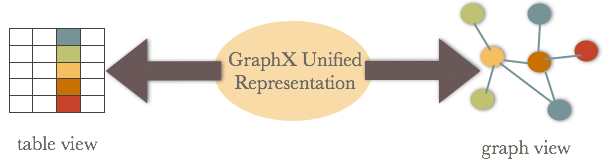 GraphX Unified
Representation
table view
graph view